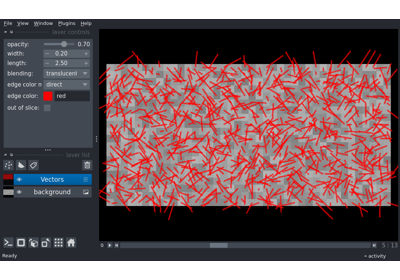 File View Window Plugins Help
layer controls
opacity: 0.70
width: 0.20
length: 2.50
blending: translucent
edge color m direct
edge color: red
out of slice:
layer list
Vectors
background
0 5 13
Ready activity